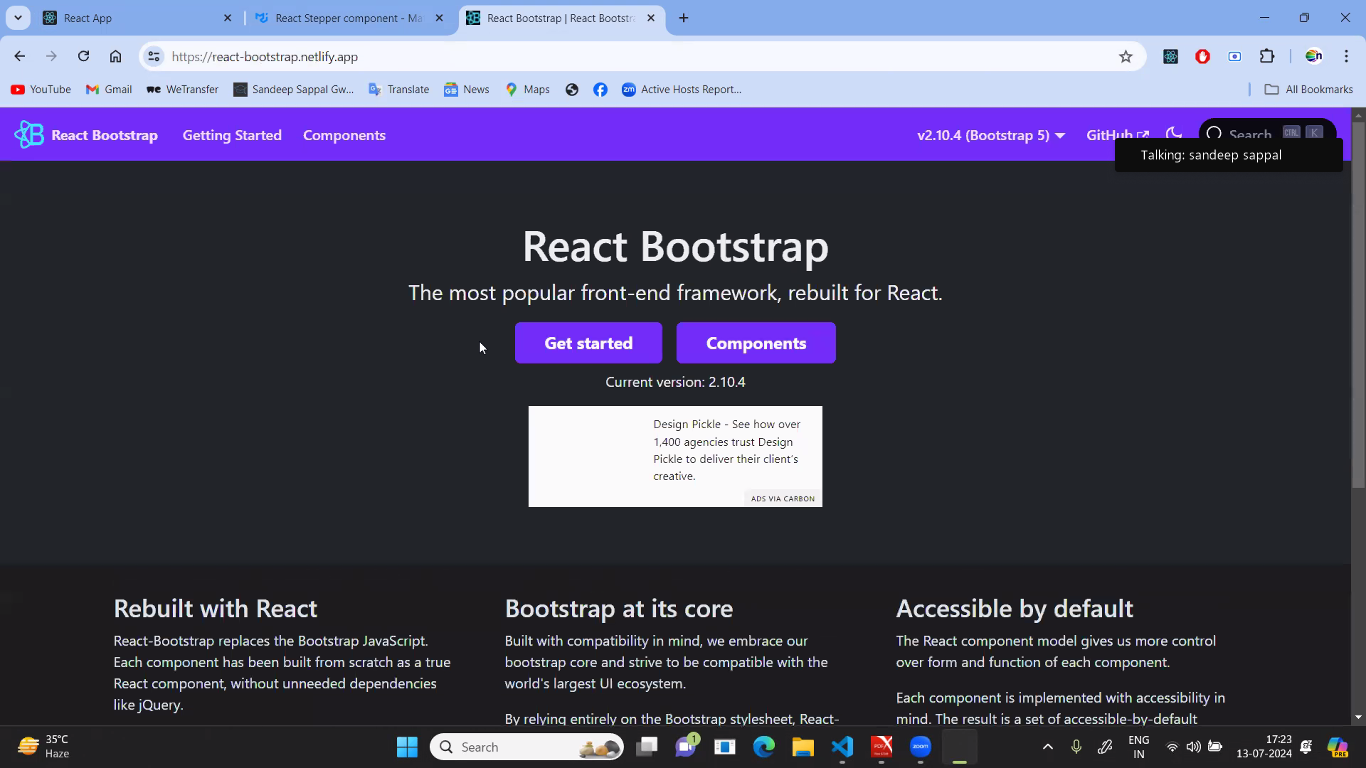 React App
React Stepper component - Ma
React Bootstrap | React Bootstr
https://react-bootstrap.netlify.app
YouTube
Gmail
WeTransfer
Sandeep Sappal Gw...
Translate
News
Maps
Active Hosts Report...
All Bookmarks
React Bootstrap
Getting Started
Components
v2.10.4 (Bootstrap 5)
GitHub
Search
CTRL
K
Talking: sandeep sappal
React Bootstrap
The most popular front-end framework, rebuilt for React.
Get started
Components
Current version: 2.10.4
Design Pickle - See how over
1,400 agencies trust Design
Pickle to deliver their client's
creative.
ADS VIA CARBON
Rebuilt with React
React-Bootstrap replaces the Bootstrap JavaScript.
Each component has been built from scratch as a true
React component, without unneeded dependencies
like jQuery.
Bootstrap at its core
Built with compatibility in mind, we embrace our
bootstrap core and strive to be compatible with the
world's largest UI ecosystem.
By relying entirely on the Bootstrap stylesheet, React-
Accessible by default
The React component model gives us more control
over form and function of each component.
Each component is implemented with accessibility in
mind. The result is a set of accessible-by-default
35°C
Haze
Search
1
zoom
ENG
IN
17:23
13-07-2024
PRE